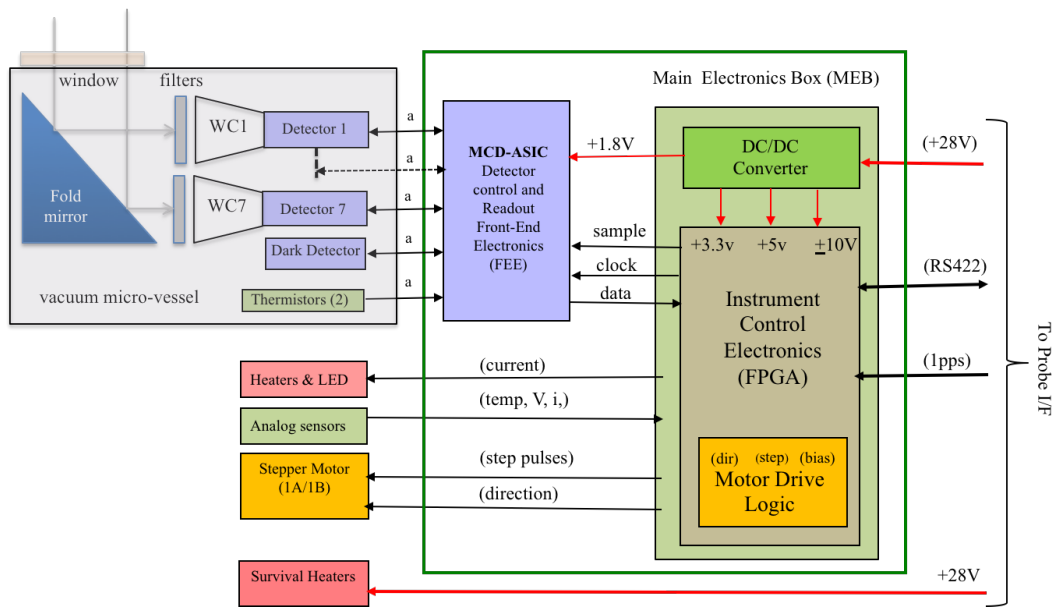 window
filters
Main Electronics Box (MEB)
WC1
Detector 1
a
a
MCD-ASIC
Detector
control and
Readout
Front-End
Electronics
(FEE)
+1.8V
DC/DC
Converter
(+28V)
Fold
mirror
WC7
Detector 7
a
Dark Detector
a
sample
+3.3v
+5v
+10V
clock
(RS422)
vacuum micro-vessel
Thermistors (2)
a
data
Instrument
Control
Electronics
(FPGA)
To Probe I/F
Heaters & LED
(current)
(1pps)
Analog sensors
(temp, V, i,)
Stepper Motor
(1A/1B)
(step pulses)
(direction)
(dir)
(step)
(bias)
Motor Drive
Logic
Survival Heaters
+28V